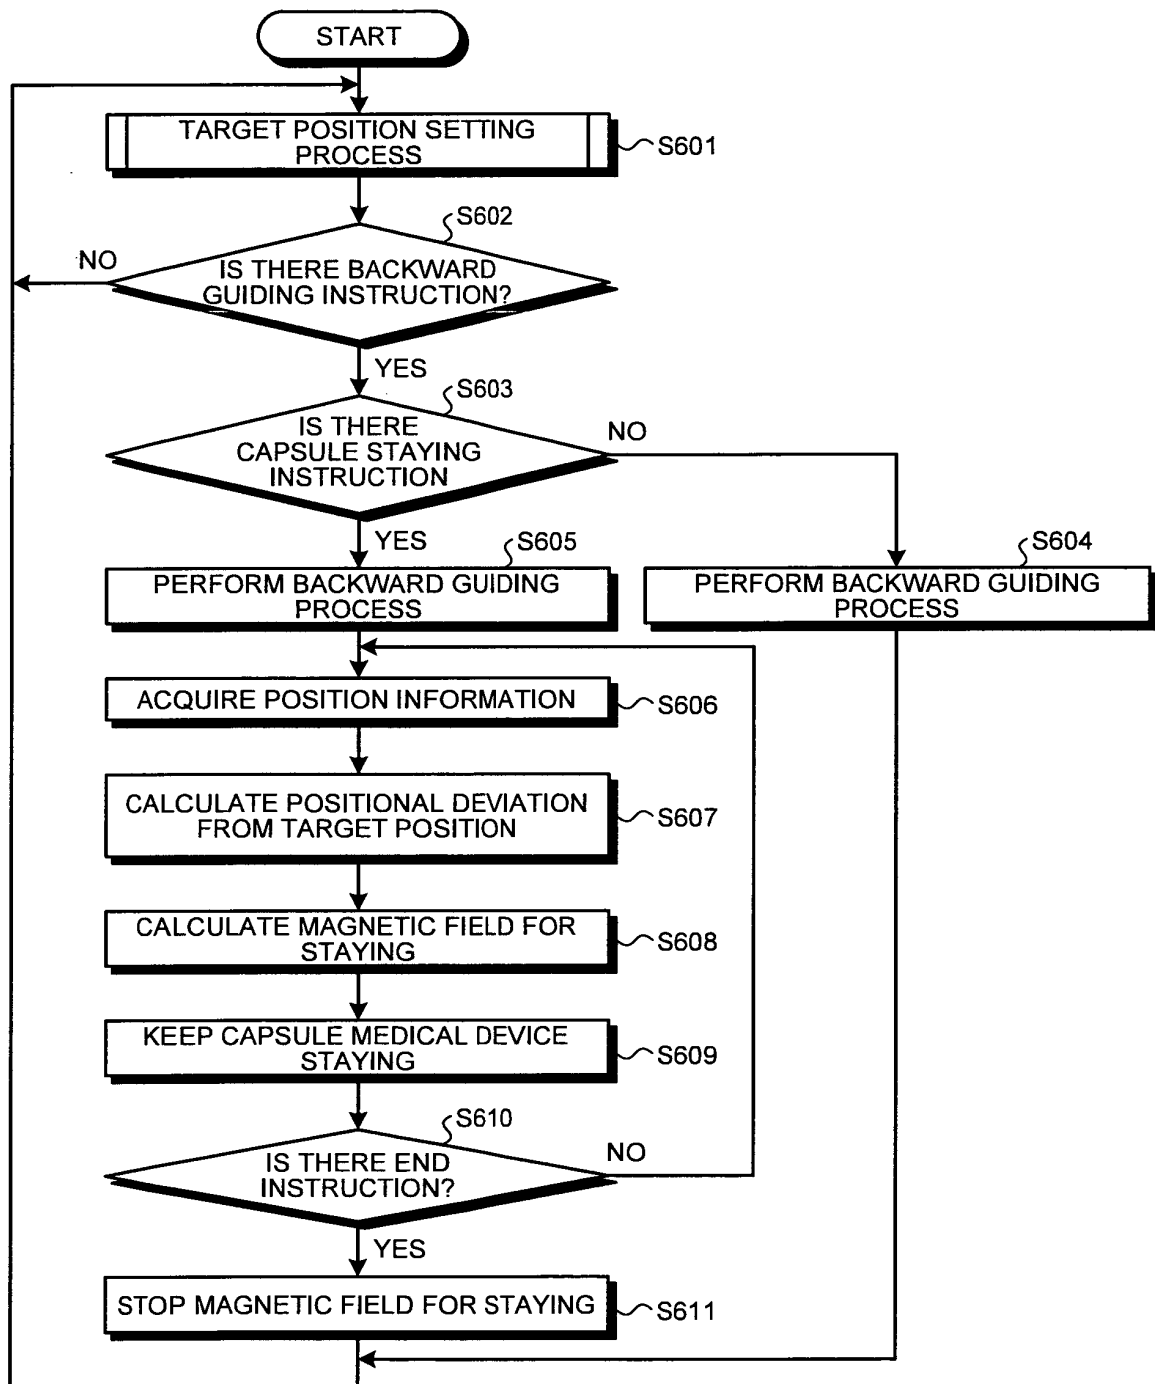 START
TARGET POSITION SETTING
PROCESS
S601
S602
NO
IS THERE BACKWARD
GUIDING INSTRUCTION?
YES
S603
IS THERE
CAPSULE STAYING
INSTRUCTION
NO
YES
S605
S604
PERFORM BACKWARD GUIDING
PROCESS
PERFORM BACKWARD GUIDING
PROCESS
ACQUIRE POSITION INFORMATION
S606
CALCULATE POSITIONAL DEVIATION
FROM TARGET POSITION
S607
CALCULATE MAGNETIC FIELD FOR
STAYING
S608
KEEP CAPSULE MEDICAL DEVICE
STAYING
S609
S610
IS THERE END
INSTRUCTION?
NO
YES
STOP MAGNETIC FIELD FOR STAYING
S611